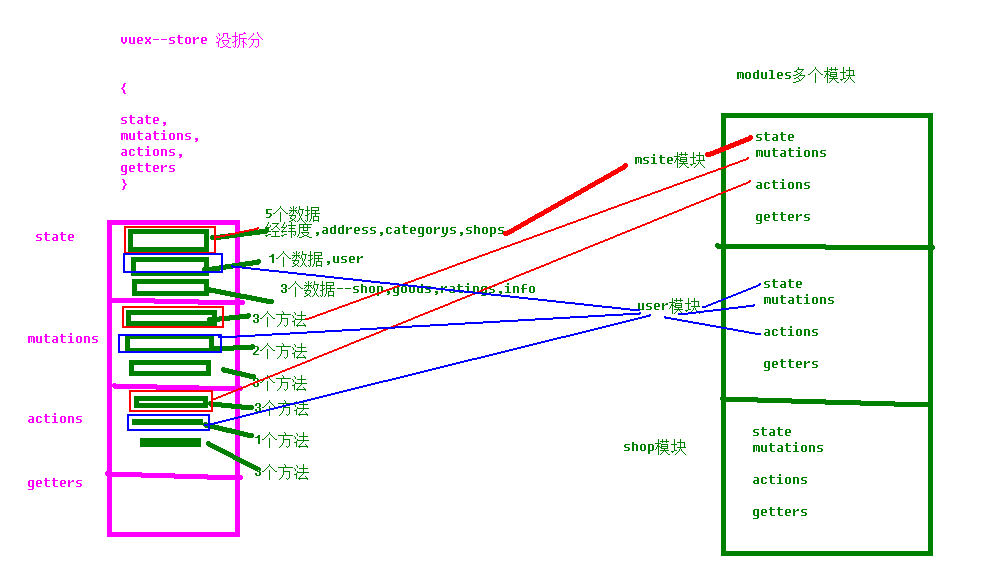 vuex--store 没拆分
{
state,
mutations,
actions,
getters
}
state
mutations
actions
getters
5个数据
经纬度,address,categorys,shops
1个数据,user
3个数据--shop,goods,ratings,info
3个方法
2个方法
8个方法
3个方法
1个方法
3个方法
msite模块
user模块
shop模块
modules多个模块
state
mutations
actions
getters
state
mutations
actions
getters
state
mutations
actions
getters